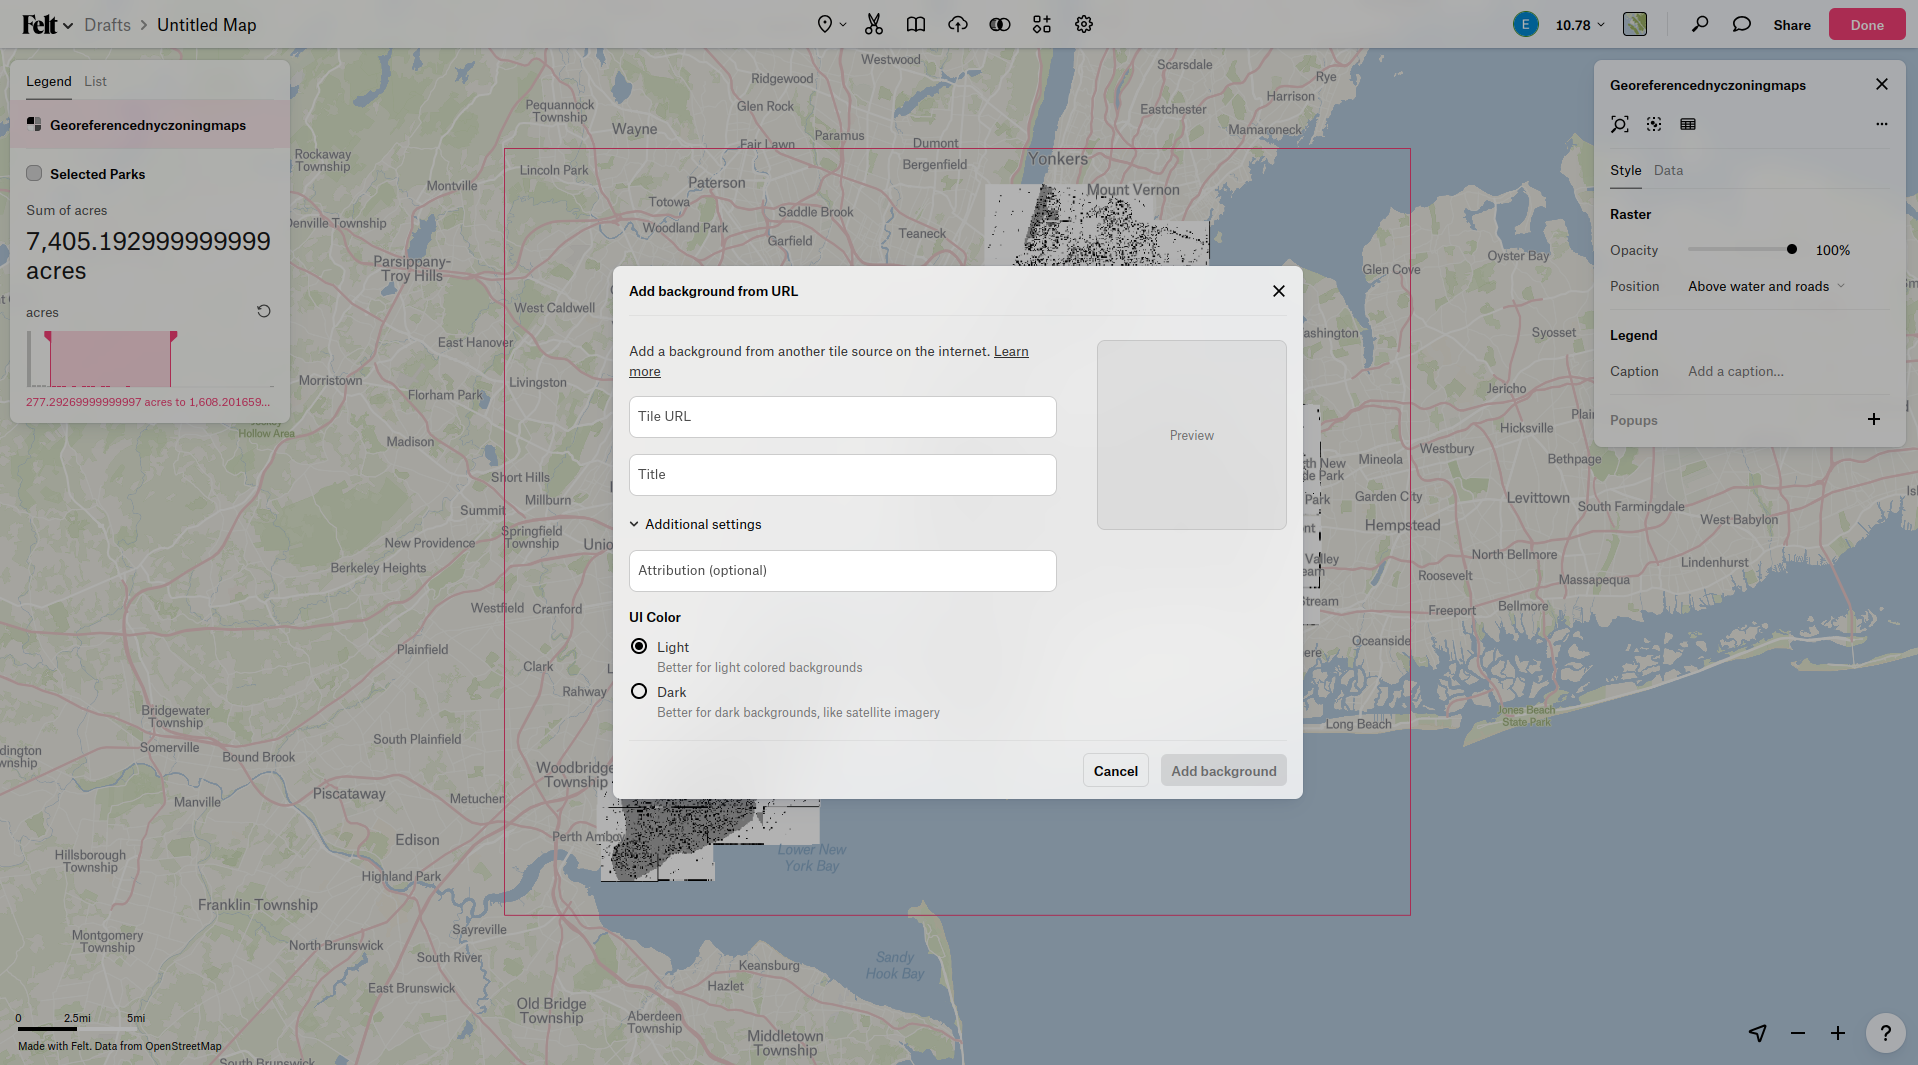 Felt
Drafts
Untitled Map
E
10.78
Share
Done
Legend
List
Georeferencednyczoningmaps
Selected Parks
Sum of acres
7,405.192999999999
acres
acres
277.29269999999997 acres to 1,608.201659...
Georeferencednyczoningmaps
Style
Data
Raster
Opacity
100%
Position
Above water and roads
Legend
Caption
Add a caption...
Popups
Add background from URL
Add a background from another tile source on the internet. Learn
more
Tile URL
Title
Additional settings
Attribution (optional)
Preview
UI Color
Light
Better for light colored backgrounds
Dark
Better for dark backgrounds, like satellite imagery
Cancel
Add background
Westwood
Ridgewood
Scarsdale
Rye
Pequannock
Township
Glen Rock
Harrison
Eastchester
Wayne
Paramus
Mamaroneck
Fair Lawn
Dumont
Rockaway
Township
Lincoln Park
Bergenfield
Yonkers
Montville
Paterson
Mount Vernon
Totowa
Saddle Brook
Denville Township
Woodland Park
Teaneck
Garfield
Parsippany-
Troy Hills
Glen Cove
Oyster Bay
West Caldwell
Syosset
East Hanover
Morristown
Livingston
Florham Park
Jericho
Hollow Area
Madison
Hicksville
Westbury
Mineola
Bethpage
Short Hills
Millburn
Garden City
Levittown
South Farmingdale
Summit
Springfield
Township
Hempstead
West Babylon
New Providence
North Bellmore
Lindenhurst
Berkeley Heights
Valley
Roosevelt
Massapequa
Westfield
Cranford
Stream
Freeport
Bellmore
Plainfield
Clark
Oceanside
Rahway
Bridgewater
Township
Jones Beach
State Park
Long Beach
South Plainfield
Somerville
Bound Brook
Woodbridge
Township
Piscataway
Metuchen
Manville
Edison
Perth Amboy
Lower New
York Bay
Hillsborough
Township
Highland Park
Franklin Township
Sayreville
Montgomery
Township
North Brunswick
South River
Keansburg
Sandy
Hook Bay
East Brunswick
Hazlet
Old Bridge
Township
Aberdeen
Township
Middletown
Township
South Brunswick
0
2.5mi
5mi
Made with Felt. Data from OpenStreetMap
?